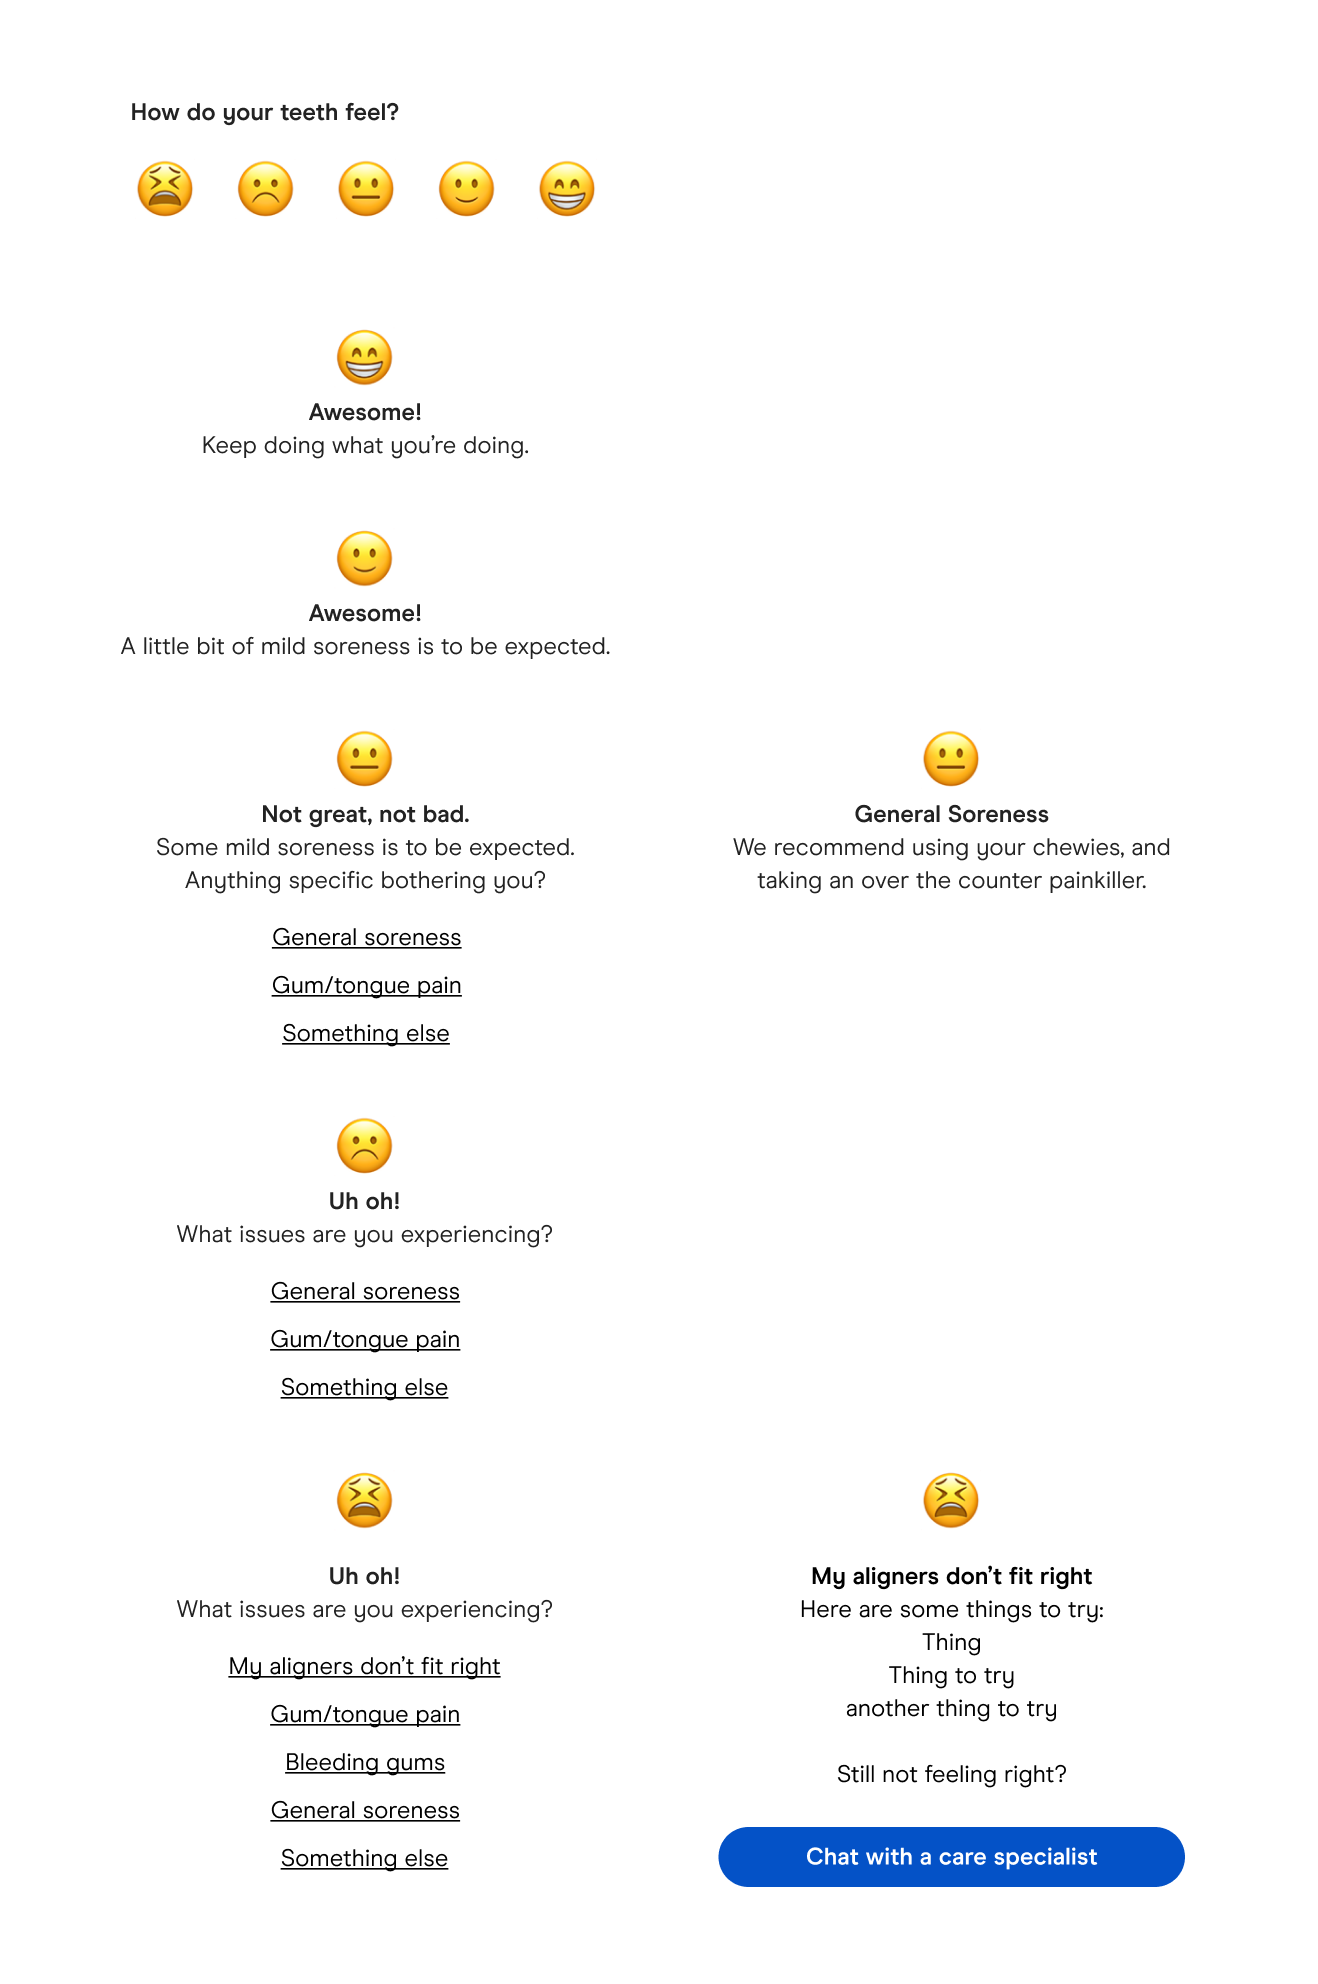 How do your teeth feel?
Awesome!
Keep doing what you’re doing.
Awesome!
A little bit of mild soreness is to be expected.
Not great, not bad.
Some mild soreness is to be expected.
Anything specific bothering you?
General soreness
Gum/tongue pain
Something else
General Soreness
We recommend using your chewies, and
taking an over the counter painkiller.
Uh oh!
What issues are you experiencing?
General soreness
Gum/tongue pain
Something else
Uh oh!
What issues are you experiencing?
My aligners don’t fit right
Gum/tongue pain
Bleeding gums
General soreness
Something else
My aligners don’t fit right
Here are some things to try:
Thing
Thing to try
another thing to try
Still not feeling right?
Chat with a care specialist